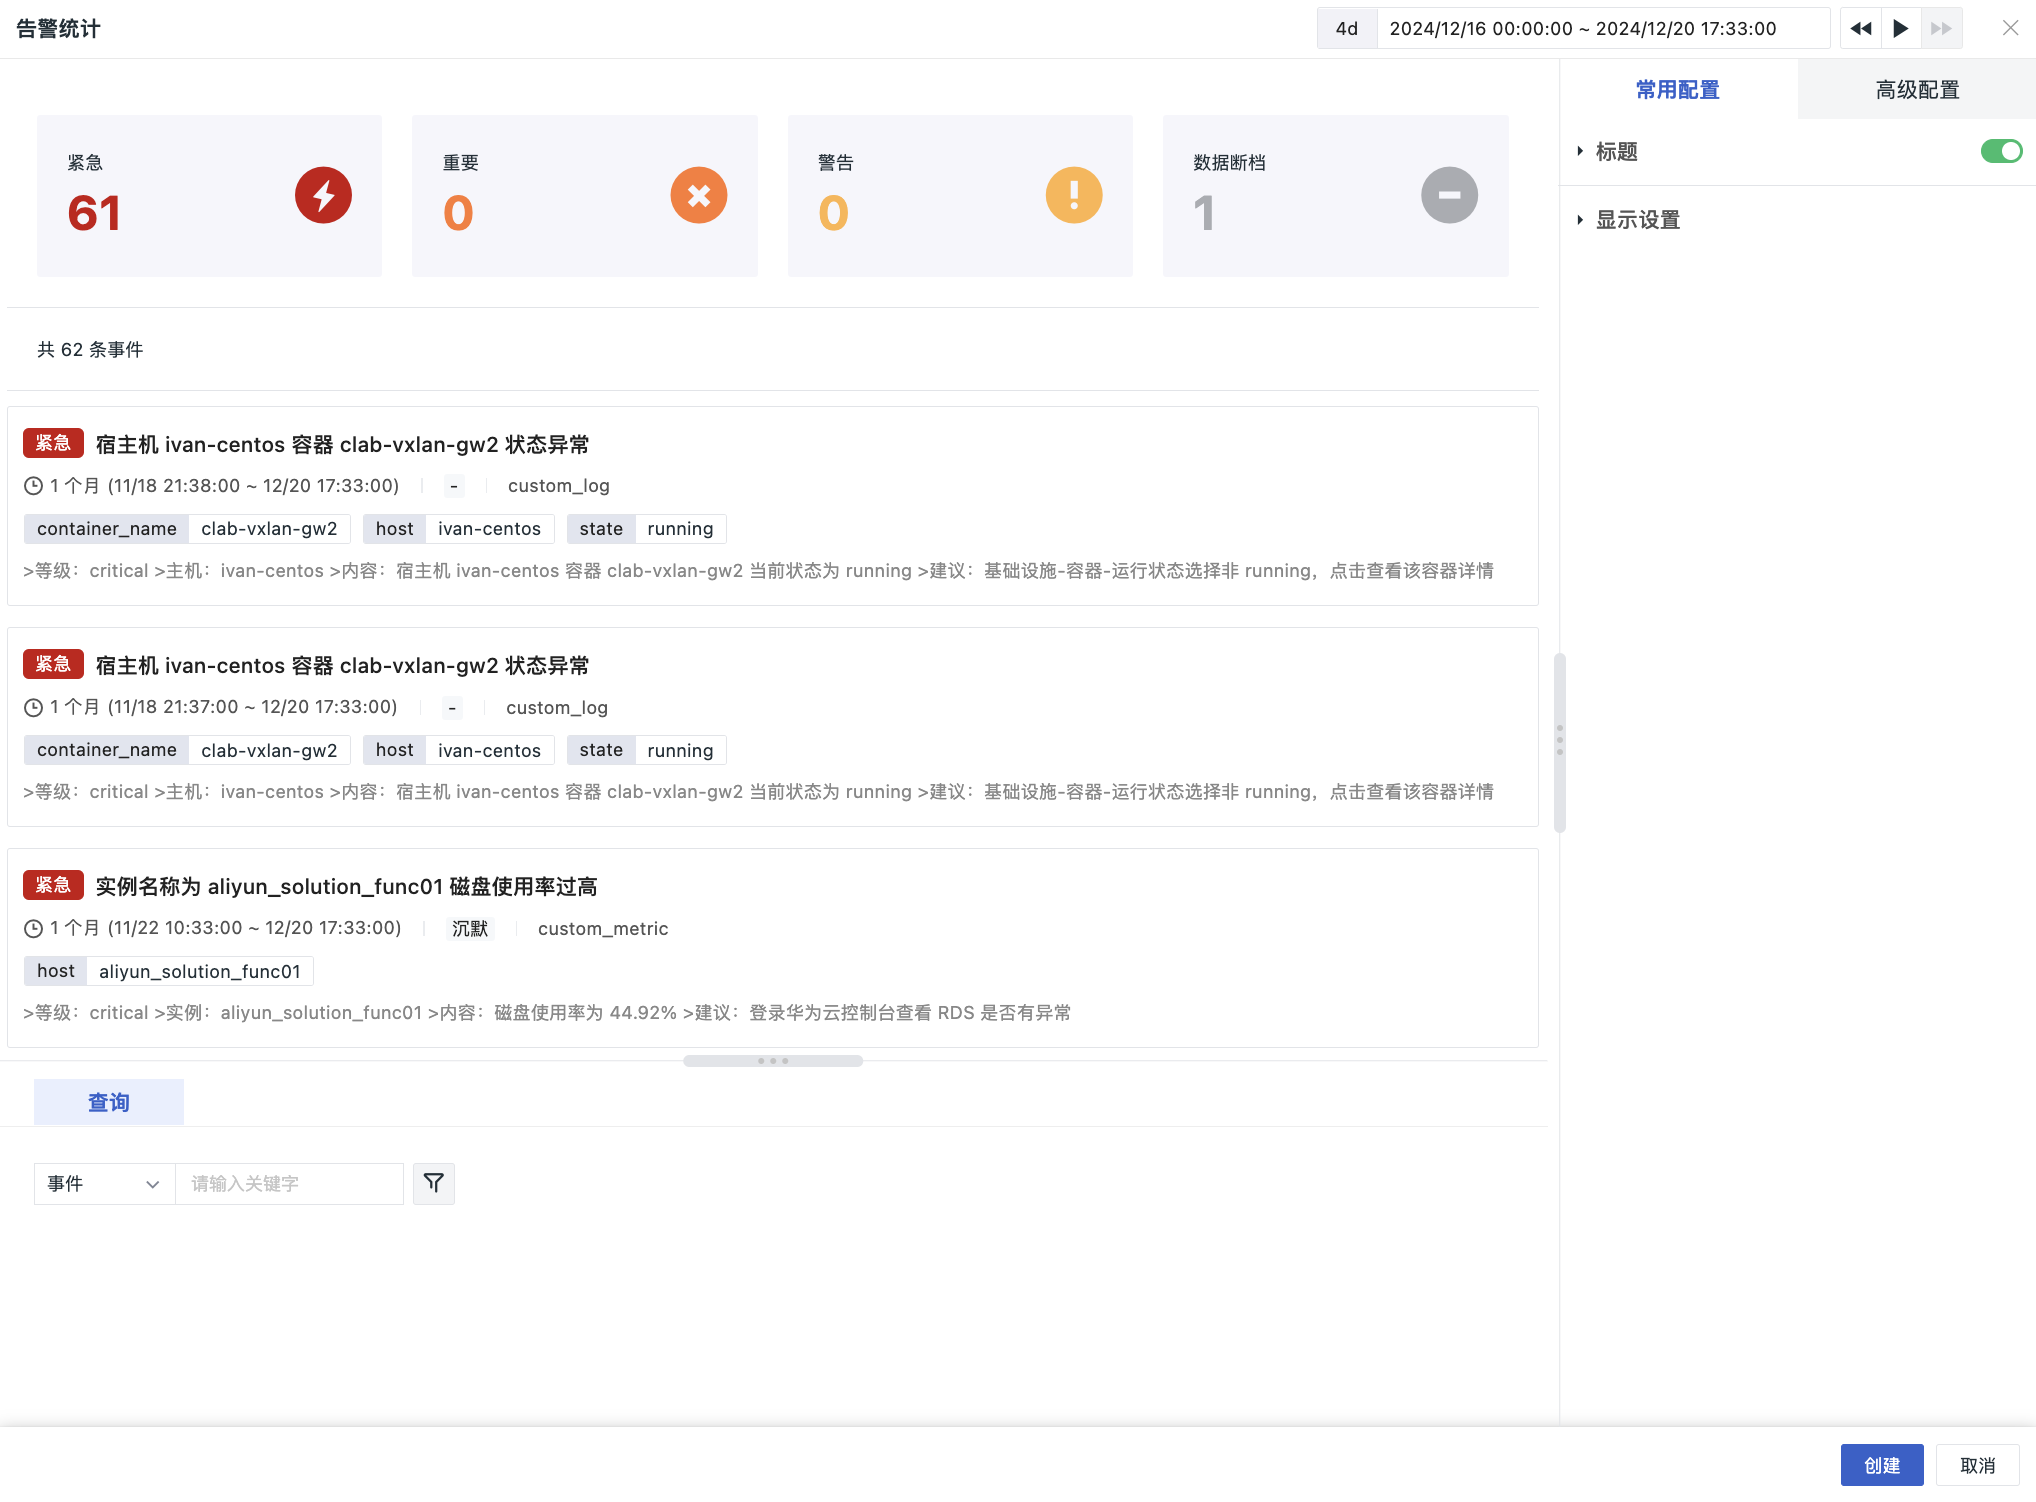 告警统计
4d 2024/12/16 00:00:00 ~ 2024/12/20 17:33:00
常用配置 高级配置
标题
显示设置
紧急 重要 警告 数据断档
61 0 0 1
共 62 条事件
紧急 宿主机 ivan-centos 容器 clab-vxlan-gw2 状态异常
1 个月 (11/18 21:38:00 ~ 12/20 17:33:00) - custom_log
container_name clab-vxlan-gw2 host ivan-centos state running
>等级：critical >主机：ivan-centos >内容：宿主机 ivan-centos 容器 clab-vxlan-gw2 当前状态为 running >建议：基础设施-容器-运行状态选择非 running，点击查看该容器详情
紧急 宿主机 ivan-centos 容器 clab-vxlan-gw2 状态异常
1 个月 (11/18 21:37:00 ~ 12/20 17:33:00) - custom_log
container_name clab-vxlan-gw2 host ivan-centos state running
>等级：critical >主机：ivan-centos >内容：宿主机 ivan-centos 容器 clab-vxlan-gw2 当前状态为 running >建议：基础设施-容器-运行状态选择非 running，点击查看该容器详情
紧急 实例名称为 aliyun_solution_func01 磁盘使用率过高
1 个月 (11/22 10:33:00 ~ 12/20 17:33:00) 沉默 custom_metric
host aliyun_solution_func01
>等级：critical >实例：aliyun_solution_func01 >内容：磁盘使用率为 44.92% >建议：登录华为云控制台查看 RDS 是否有异常
查询
事件 请输入关键字
创建 取消